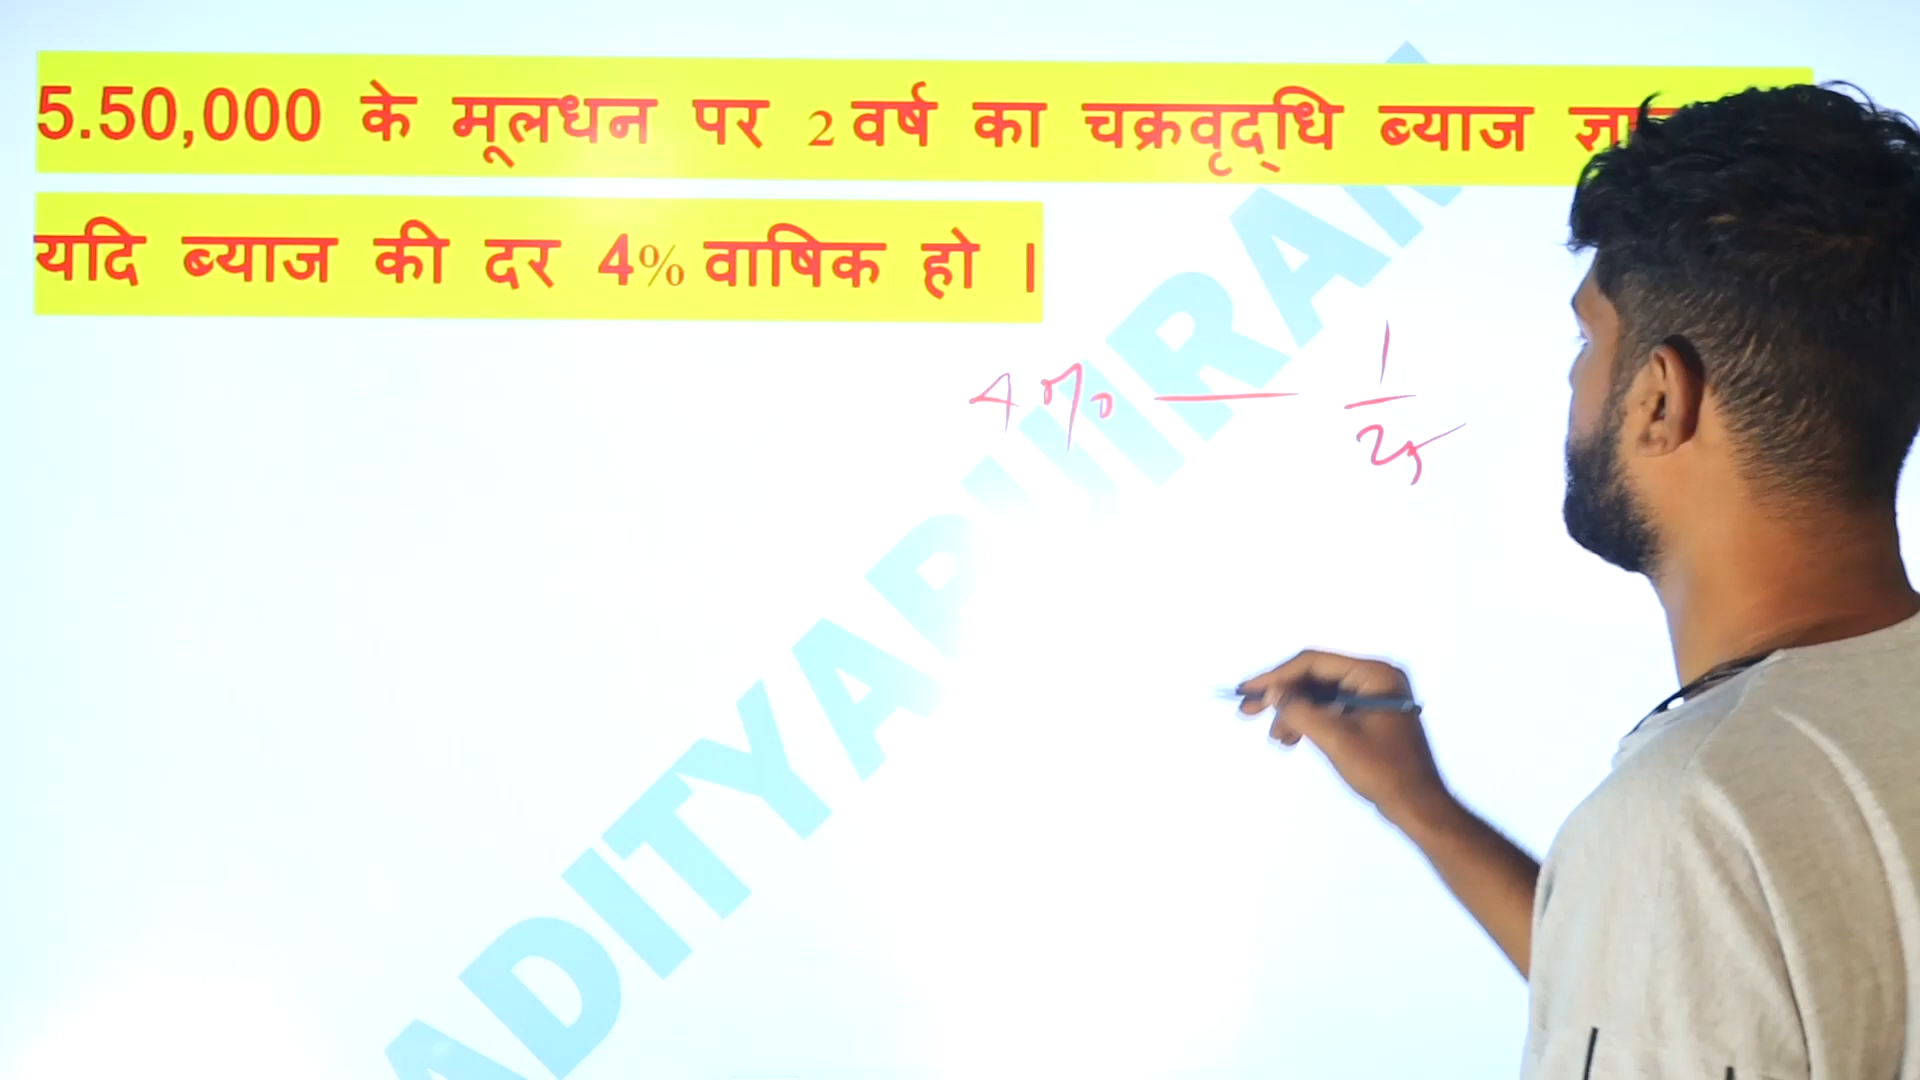 5.50,000 के मूलधन पर 2 वर्ष का चक्रवृद्धि ब्याज
यदि ब्याज की दर 4% वाषिक हो ।
4% — 1/25